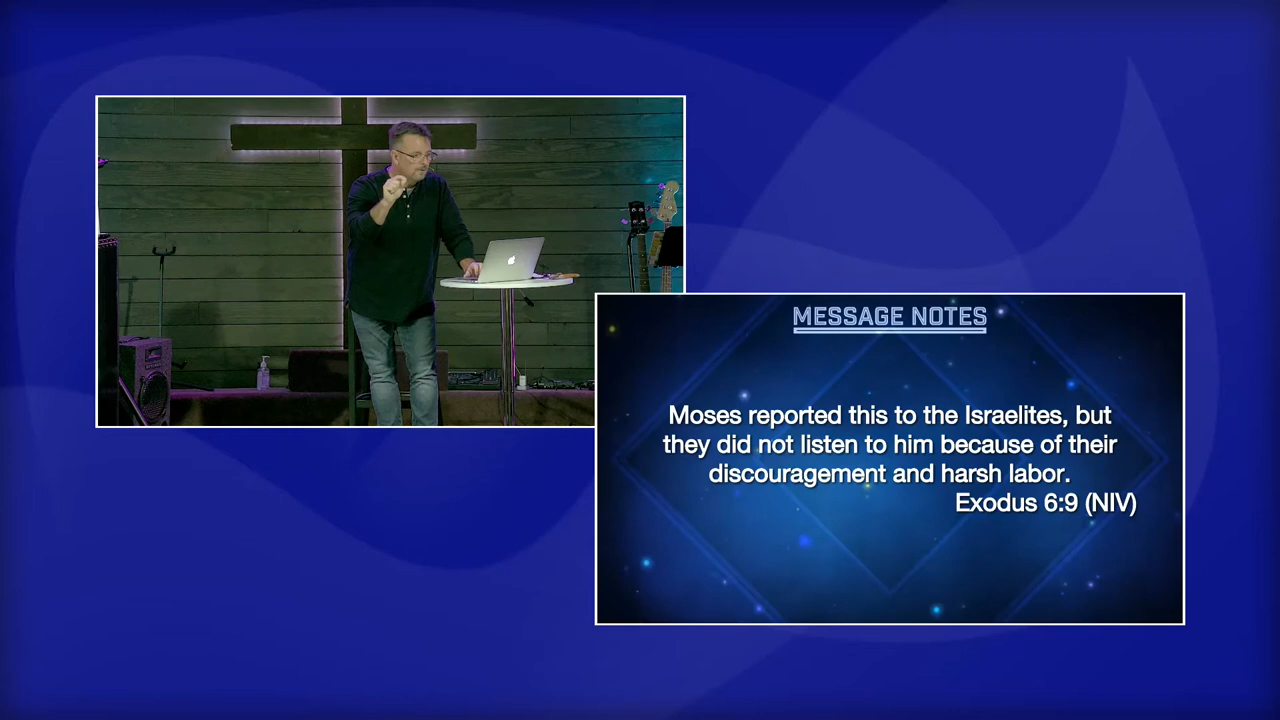 MESSAGE NOTES
Moses reported this to the Israelites, but
they did not listen to him because of their
discouragement and harsh labor.
Exodus 6:9 (NIV)